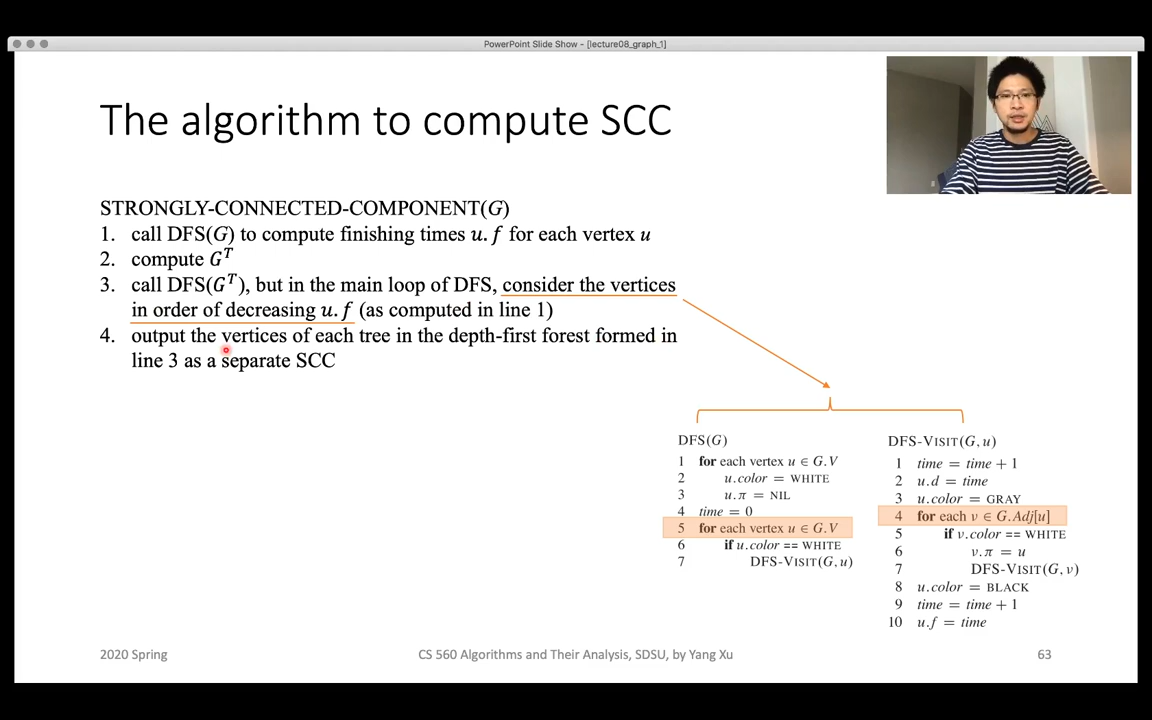 PowerPoint Slide Show - [lecture08_graph_1]
The algorithm to compute SCC
STRONGLY-CONNECTED-COMPONENT(G)
1. call DFS(G) to compute finishing times u. f for each vertex u
2. compute Gᵀ
3. call DFS(Gᵀ), but in the main loop of DFS, consider the vertices
in order of decreasing u. f (as computed in line 1)
4. output the vertices of each tree in the depth-first forest formed in
line 3 as a separate SCC
DFS(G)
1 for each vertex u ∈ G.V
2 u.color = WHITE
3 u.π = NIL
4 time = 0
5 for each vertex u ∈ G.V
6 if u.color == WHITE
7 DFS-VISIT(G, u)
DFS-VISIT(G, u)
1 time = time + 1
2 u.d = time
3 u.color = GRAY
4 for each v ∈ G.Adj[u]
5 if v.color == WHITE
6 v.π = u
7 DFS-VISIT(G, v)
8 u.color = BLACK
9 time = time + 1
10 u.f = time
2020 Spring
CS 560 Algorithms and Their Analysis, SDSU, by Yang Xu
63